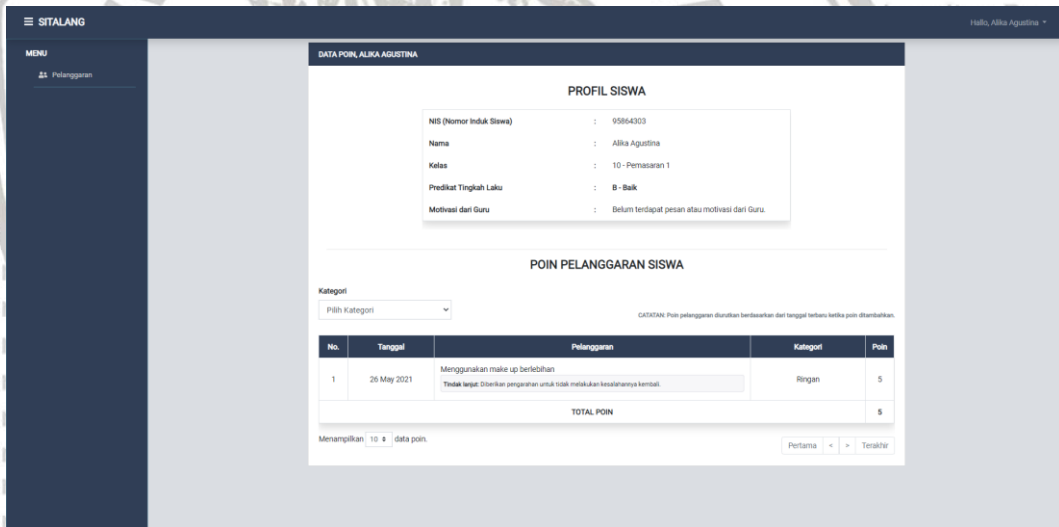 SITALANG
Hallo, Alika Agustina
MENU
Pelanggaran
DATA POIN, ALIKA AGUSTINA
PROFIL SISWA
NIS (Nomor Induk Siswa) : 95864303
Nama : Alika Agustina
Kelas : 10 - Pemasaran 1
Predikat Tingkah Laku : B - Baik
Motivasi dari Guru : Belum terdapat pesan atau motivasi dari Guru.
POIN PELANGGARAN SISWA
Kategori
Pilih Kategori
CATATAN: Poin pelanggaran diurutkan berdasarkan dari tanggal terbaru ketika poin ditambahkan.
No. Tanggal Pelanggaran Kategori Poin
1 26 May 2021 Menggunakan make up berlebihan Ringan 5
Tindak lanjut: Diberikan pengarahan untuk tidak melakukan kesalahannya kembali.
TOTAL POIN 5
Menampilkan 10 data poin.
Pertama < > Terakhir